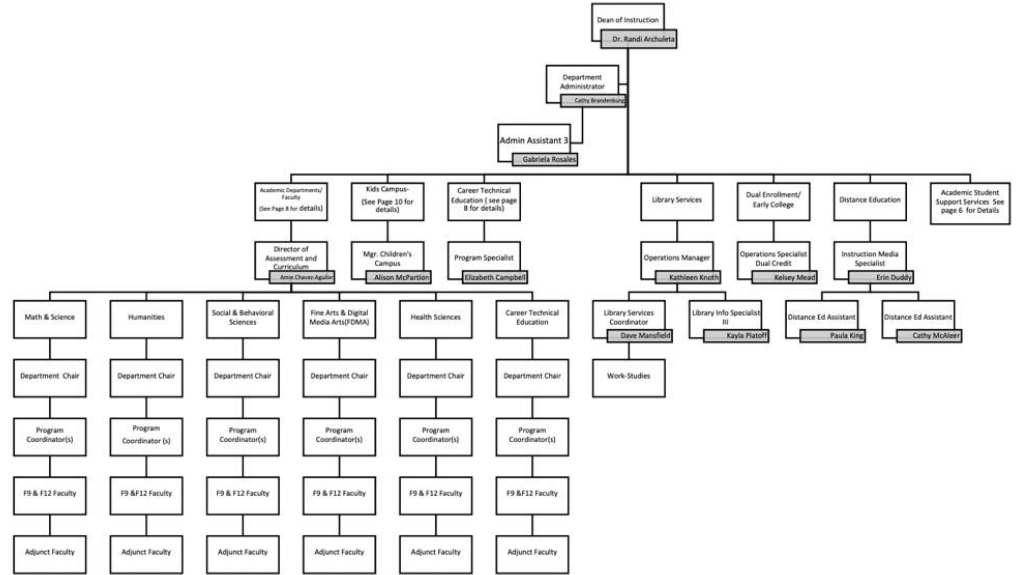 Dean of Instruction
Dr. Randi Archuleta
Department
Administrator
Cathy Brandenburg
Admin Assistant 3
Gabriela Rosales
Academic Departments/
Faculty
(See Page 8 for details)
Kids Campus-
(See Page 10 for
details)
Career Technical
Education ( see page
8 for details)
Library Services
Dual Enrollment/
Early College
Distance Education
Academic Student
Support Services See
page 6 for Details
Director of
Assessment and
Curriculum
Amie Chavez-Aguilar
Mgr. Children's
Campus
Alison McPartlon
Program Specialist
Elizabeth Campbell
Operations Manager
Kathleen Knoth
Operations Specialist
Dual Credit
Kelsey Mead
Instruction Media
Specialist
Erin Duddy
Math & Science
Humanities
Social & Behavioral
Sciences
Fine Arts & Digital
Media Arts(FDMA)
Health Sciences
Career Technical
Education
Library Services
Coordinator
Dave Mansfield
Library Info Specialist
III
Kayla Platoff
Distance Ed Assistant
Paula King
Distance Ed Assistant
Cathy McAleer
Department Chair
Department Chair
Department Chair
Department Chair
Department Chair
Department Chair
Work-Studies
Program
Coordinator(s)
Program
Coordinator (s)
Program
Coordinator(s)
Program
Coordinator(s)
Program
Coordinator(s)
Program
Coordinator(s)
F9 & F12 Faculty
F9 &F12 Faculty
F9 & F12 Faculty
F9 & F12 Faculty
F9 & F12 Faculty
F9 &F12 Faculty
Adjunct Faculty
Adjunct Faculty
Adjunct Faculty
Adjunct Faculty
Adjunct Faculty
Adjunct Faculty